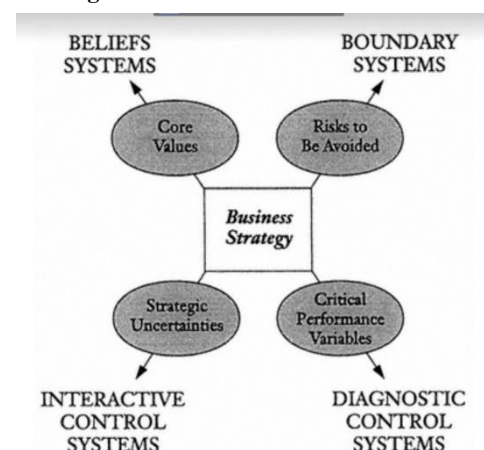 BELIEFS
SYSTEMS
BOUNDARY
SYSTEMS
Core
Values
Risks to
Be Avoided
Business
Strategy
Strategic
Uncertainties
Critical
Performance
Variables
INTERACTIVE
CONTROL
SYSTEMS
DIAGNOSTIC
CONTROL
SYSTEMS